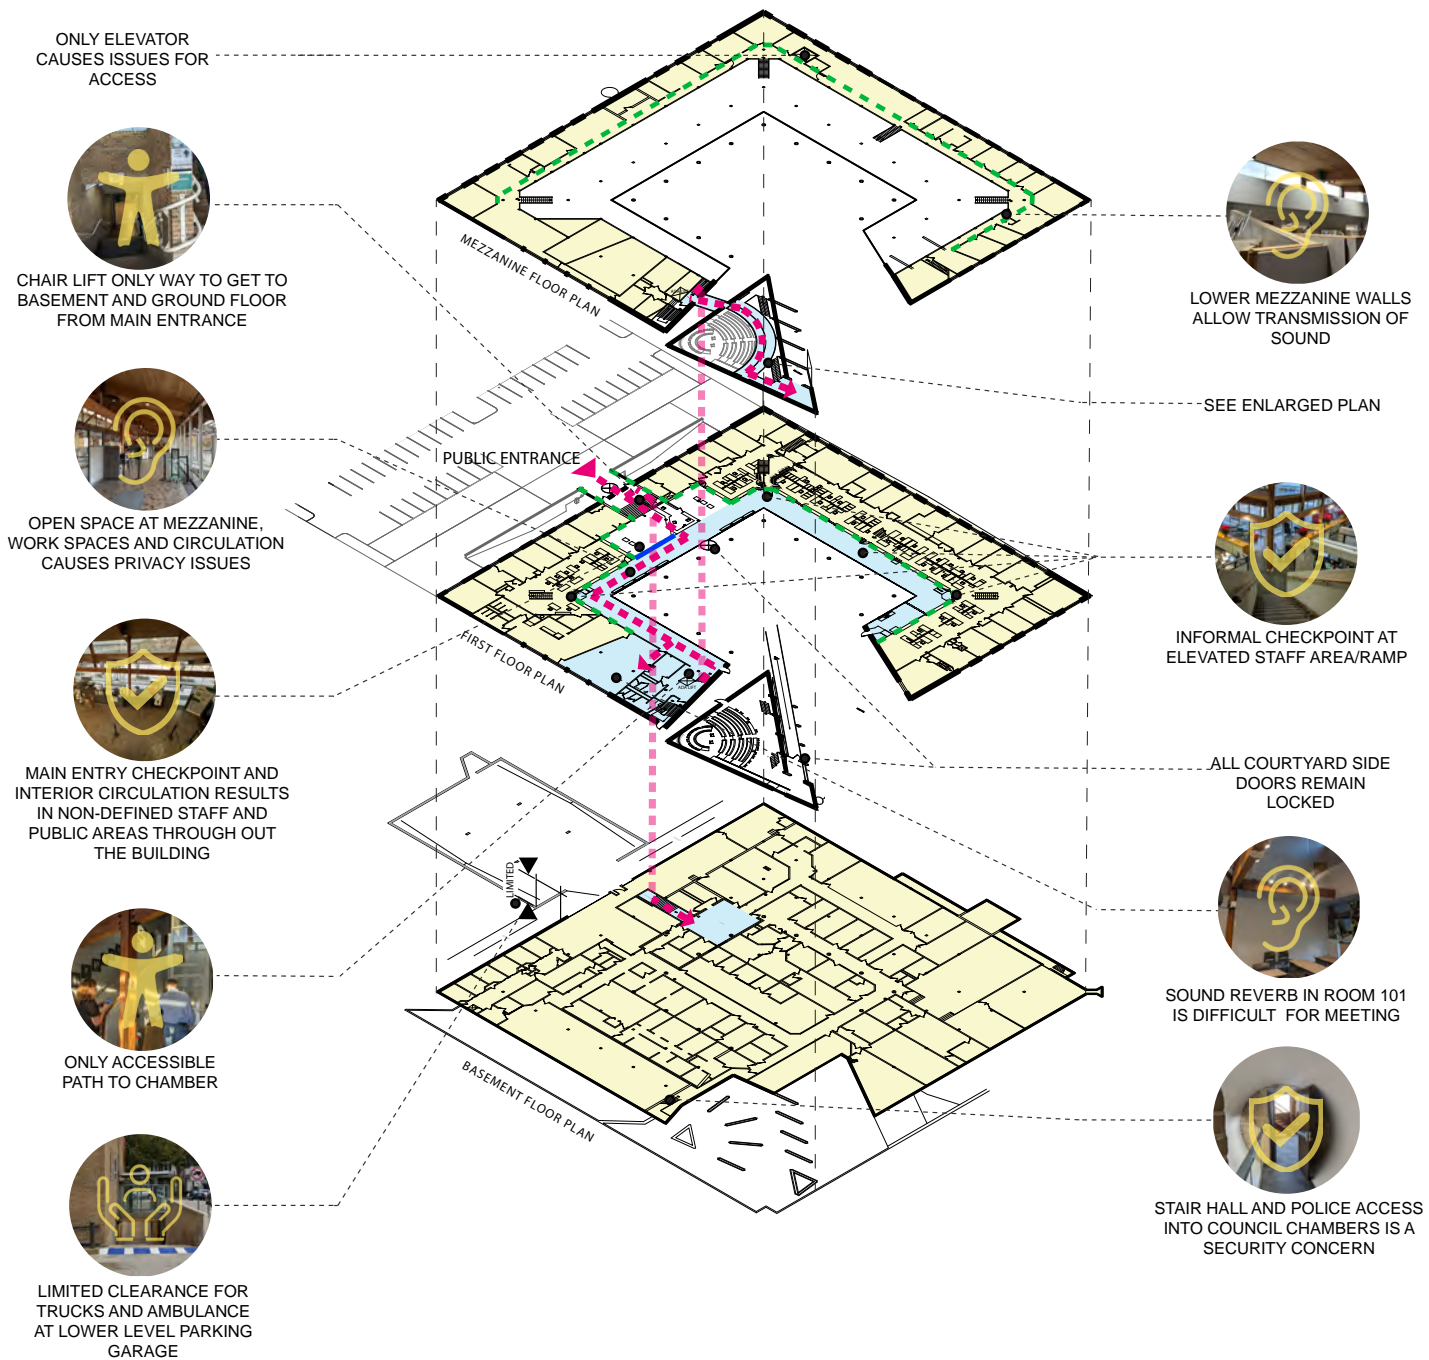 ONLY ELEVATOR
CAUSES ISSUES FOR
ACCESS
CHAIR LIFT ONLY WAY TO GET TO
BASEMENT AND GROUND FLOOR
FROM MAIN ENTRANCE
OPEN SPACE AT MEZZANINE,
WORK SPACES AND CIRCULATION
CAUSES PRIVACY ISSUES
MAIN ENTRY CHECKPOINT AND
INTERIOR CIRCULATION RESULTS
IN NON-DEFINED STAFF AND
PUBLIC AREAS THROUGH OUT
THE BUILDING
ONLY ACCESSIBLE
PATH TO CHAMBER
LIMITED CLEARANCE FOR
TRUCKS AND AMBULANCE
AT LOWER LEVEL PARKING
GARAGE
MEZZANINE FLOOR PLAN
PUBLIC ENTRANCE
FIRST FLOOR PLAN
ADA LIFT
LIMITED
BASEMENT FLOOR PLAN
LOWER MEZZANINE WALLS
ALLOW TRANSMISSION OF
SOUND
SEE ENLARGED PLAN
INFORMAL CHECKPOINT AT
ELEVATED STAFF AREA/RAMP
ALL COURTYARD SIDE
DOORS REMAIN
LOCKED
SOUND REVERB IN ROOM 101
IS DIFFICULT FOR MEETING
STAIR HALL AND POLICE ACCESS
INTO COUNCIL CHAMBERS IS A
SECURITY CONCERN